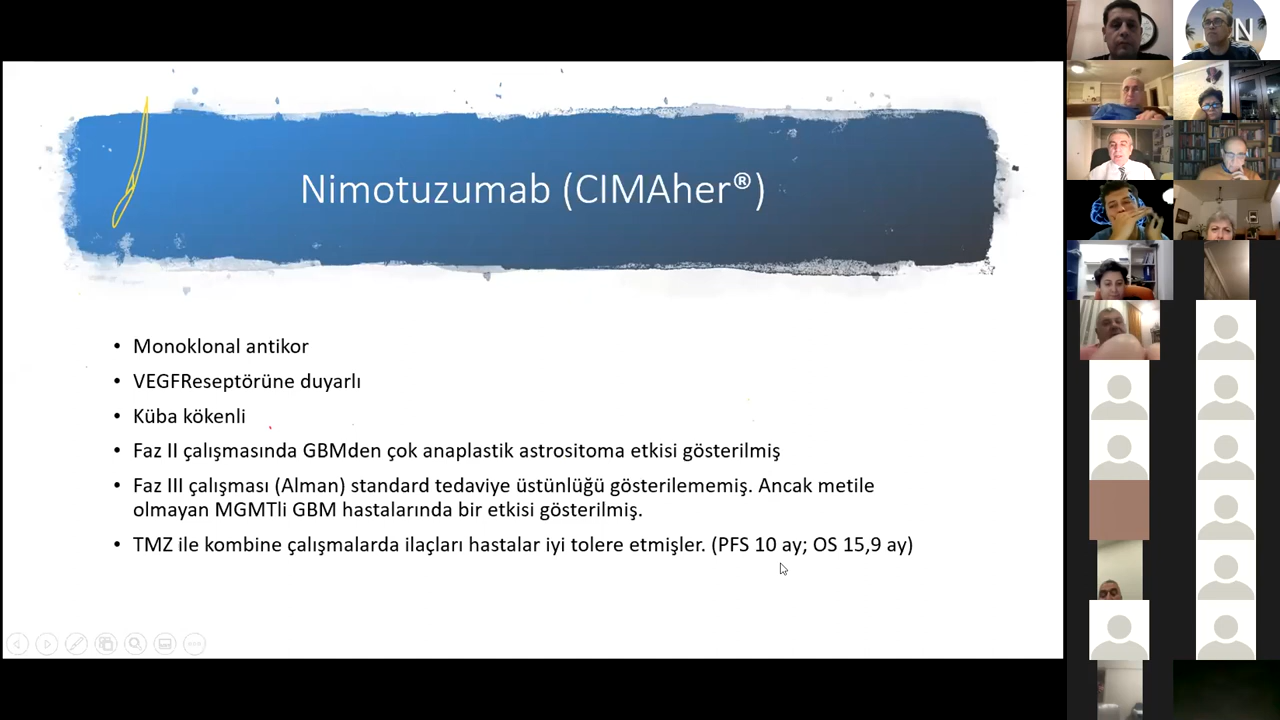 Nimotuzumab (CIMAher®)
• Monoklonal antikor
• VEGFReseptörüne duyarlı
• Küba kökenli
• Faz II çalışmasında GBMden çok anaplastik astrositoma etkisi gösterilmiş
• Faz III çalışması (Alman) standard tedaviye üstünlüğü gösterilememiş. Ancak metile
olmayan MGMTli GBM hastalarında bir etkisi gösterilmiş.
• TMZ ile kombine çalışmalarda ilaçları hastalar iyi tolere etmişler. (PFS 10 ay; OS 15,9 ay)
N